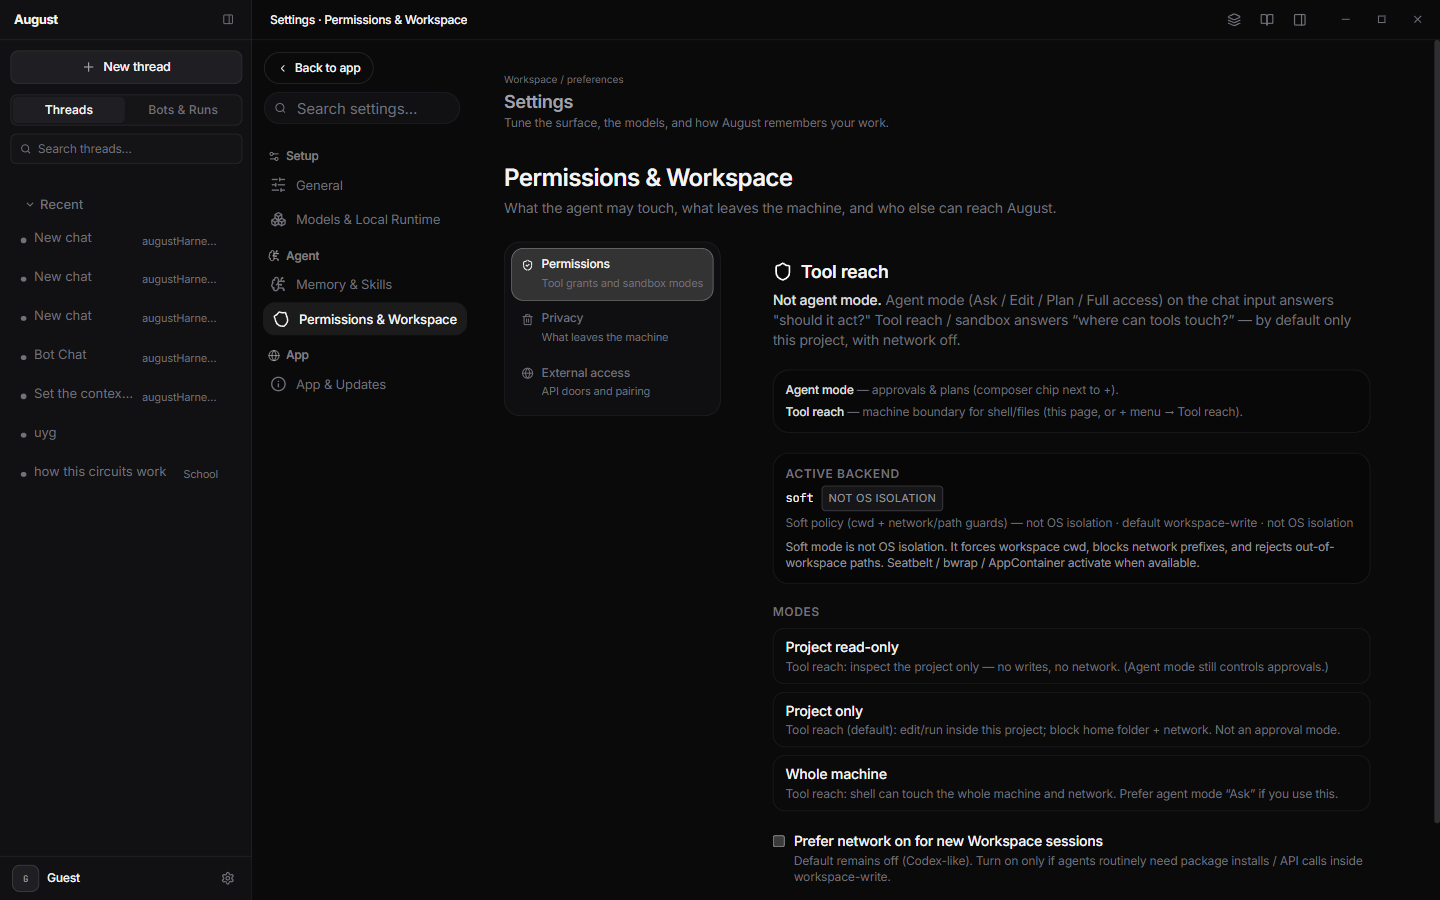 August
Settings · Permissions & Workspace
New thread
Threads
Bots & Runs
Search threads...
Recent
New chat
augustHarne...
New chat
augustHarne...
New chat
augustHarne...
Bot Chat
augustHarne...
Set the contex...
augustHarne...
uyg
how this circuits work
School
G
Guest
Back to app
Search settings...
Setup
General
Models & Local Runtime
Agent
Memory & Skills
Permissions & Workspace
App
App & Updates
Workspace / preferences
Settings
Tune the surface, the models, and how August remembers your work.
Permissions & Workspace
What the agent may touch, what leaves the machine, and who else can reach August.
Permissions
Tool grants and sandbox modes
Privacy
What leaves the machine
External access
API doors and pairing
Tool reach
Not agent mode. Agent mode (Ask / Edit / Plan / Full access) on the chat input answers
"should it act?" Tool reach / sandbox answers “where can tools touch?” — by default only
this project, with network off.
Agent mode — approvals & plans (composer chip next to +).
Tool reach — machine boundary for shell/files (this page, or + menu → Tool reach).
ACTIVE BACKEND
soft NOT OS ISOLATION
Soft policy (cwd + network/path guards) — not OS isolation · default workspace-write · not OS isolation
Soft mode is not OS isolation. It forces workspace cwd, blocks network prefixes, and rejects out-of-
workspace paths. Seatbelt / bwrap / AppContainer activate when available.
MODES
Project read-only
Tool reach: inspect the project only — no writes, no network. (Agent mode still controls approvals.)
Project only
Tool reach (default): edit/run inside this project; block home folder + network. Not an approval mode.
Whole machine
Tool reach: shell can touch the whole machine and network. Prefer agent mode “Ask” if you use this.
Prefer network on for new Workspace sessions
Default remains off (Codex-like). Turn on only if agents routinely need package installs / API calls inside
workspace-write.